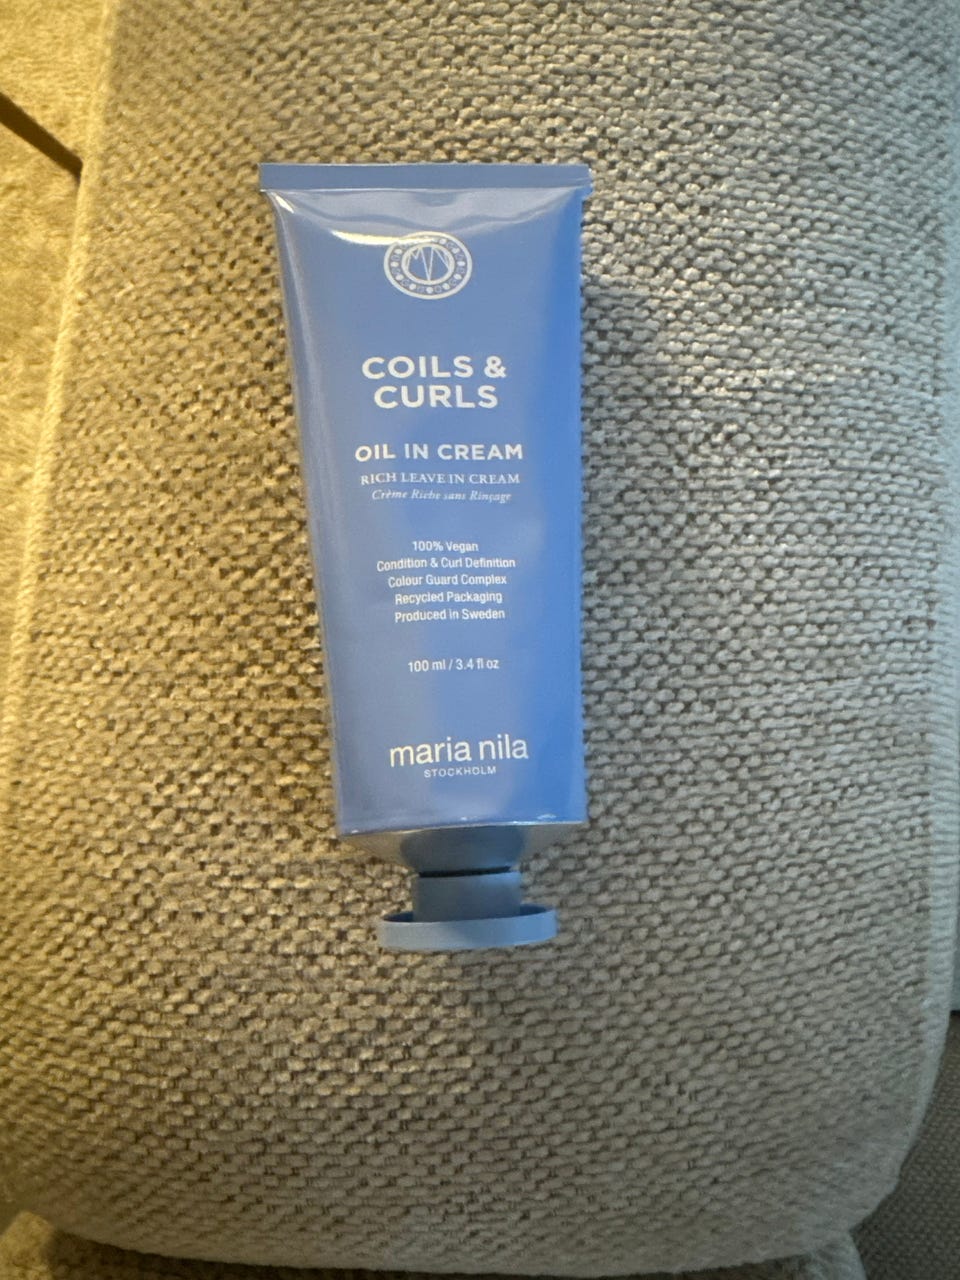 COILS &
CURLS
OIL IN CREAM
RICH LEAVE IN CREAM
Crème Riche sans Rinçage
100% Vegan
Condition & Curl Definition
Colour Guard Complex
Recycled Packaging
Produced in Sweden
100 ml / 3.4 fl oz
maria nila
STOCKHOLM